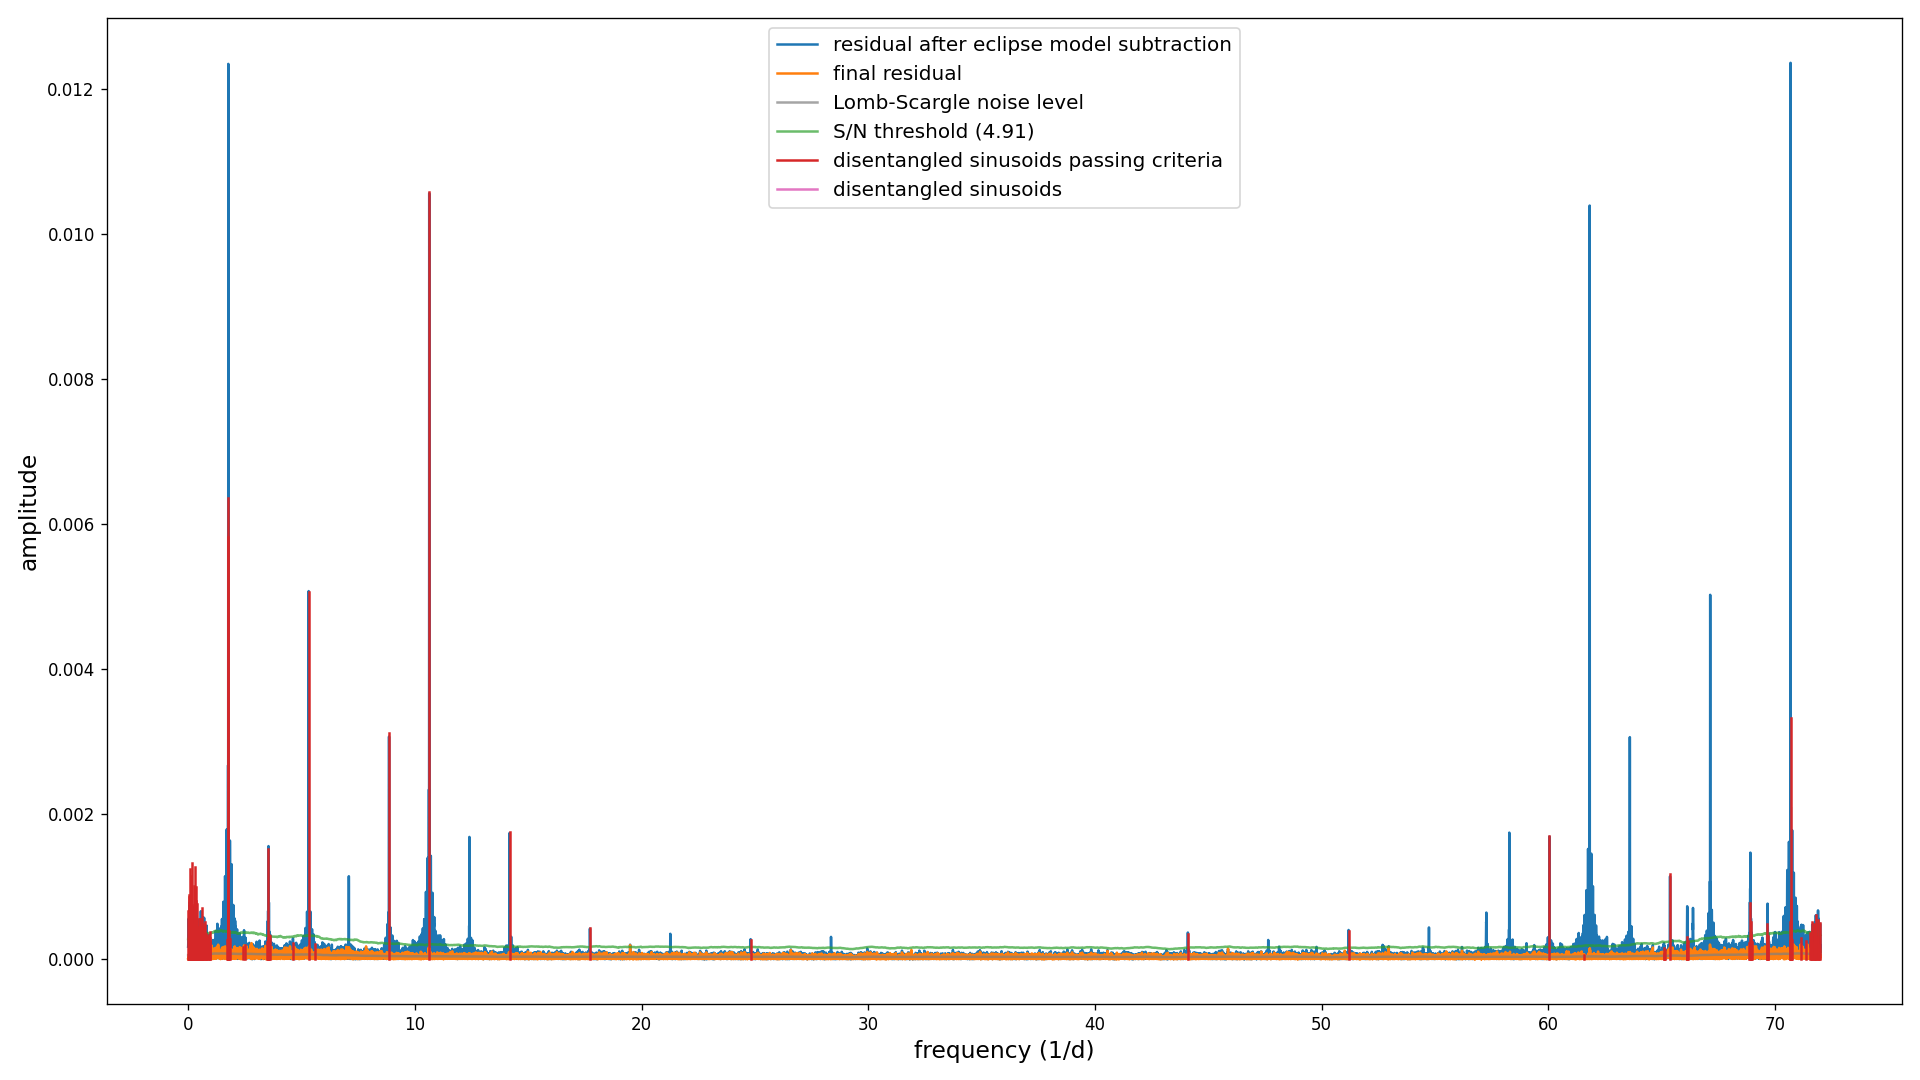 residual after eclipse model subtraction
final residual
Lomb-Scargle noise level
S/N threshold (4.91)
disentangled sinusoids passing criteria
disentangled sinusoids
0.012
0.010
0.008
0.006
0.004
0.002
0.000
amplitude
0 10 20 30 40 50 60 70
frequency (1/d)